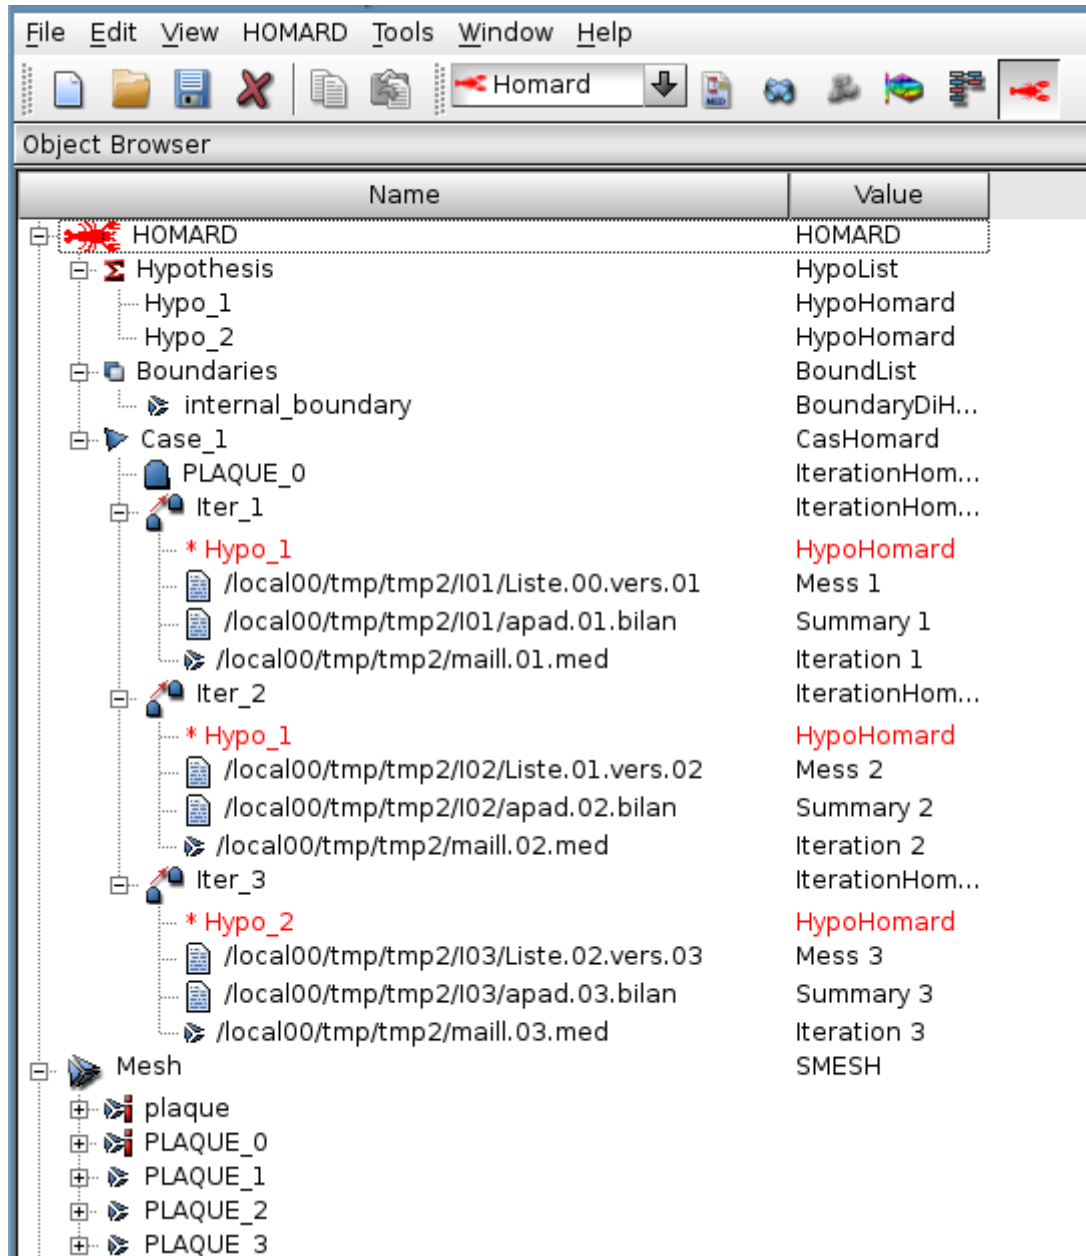 File Edit View HOMARD Tools Window Help
Homard MED
Object Browser
Name Value
HOMARD HOMARD
Hypothesis HypoList
Hypo_1 HypoHomard
Hypo_2 HypoHomard
Boundaries BoundList
internal_boundary BoundaryDiH...
Case_1 CasHomard
PLAQUE_0 IterationHom...
Iter_1 IterationHom...
* Hypo_1 HypoHomard
/local00/tmp/tmp2/I01/Liste.00.vers.01 Mess 1
/local00/tmp/tmp2/I01/apad.01.bilan Summary 1
/local00/tmp/tmp2/maill.01.med Iteration 1
Iter_2 IterationHom...
* Hypo_1 HypoHomard
/local00/tmp/tmp2/I02/Liste.01.vers.02 Mess 2
/local00/tmp/tmp2/I02/apad.02.bilan Summary 2
/local00/tmp/tmp2/maill.02.med Iteration 2
Iter_3 IterationHom...
* Hypo_2 HypoHomard
/local00/tmp/tmp2/I03/Liste.02.vers.03 Mess 3
/local00/tmp/tmp2/I03/apad.03.bilan Summary 3
/local00/tmp/tmp2/maill.03.med Iteration 3
Mesh SMESH
plaque
PLAQUE_0
PLAQUE_1
PLAQUE_2
PLAQUE_3